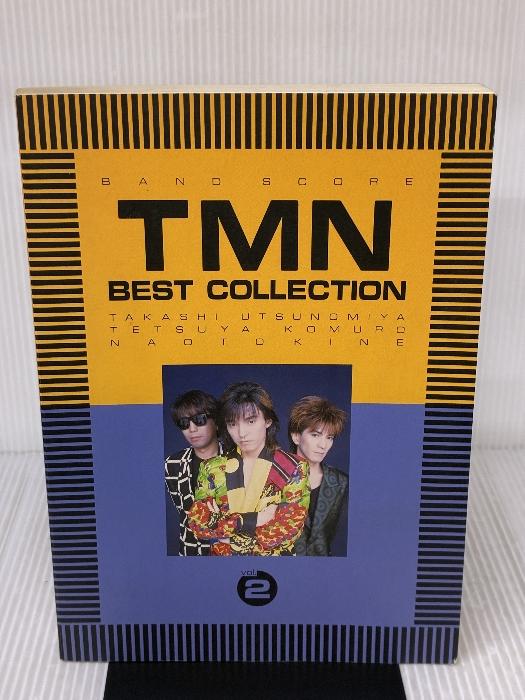 BAND SCORE
TMN
BEST COLLECTION
TAKASHI UTSUNOMIYA
TETSUYA KOMURO
NAOTO KINE
vol.
2